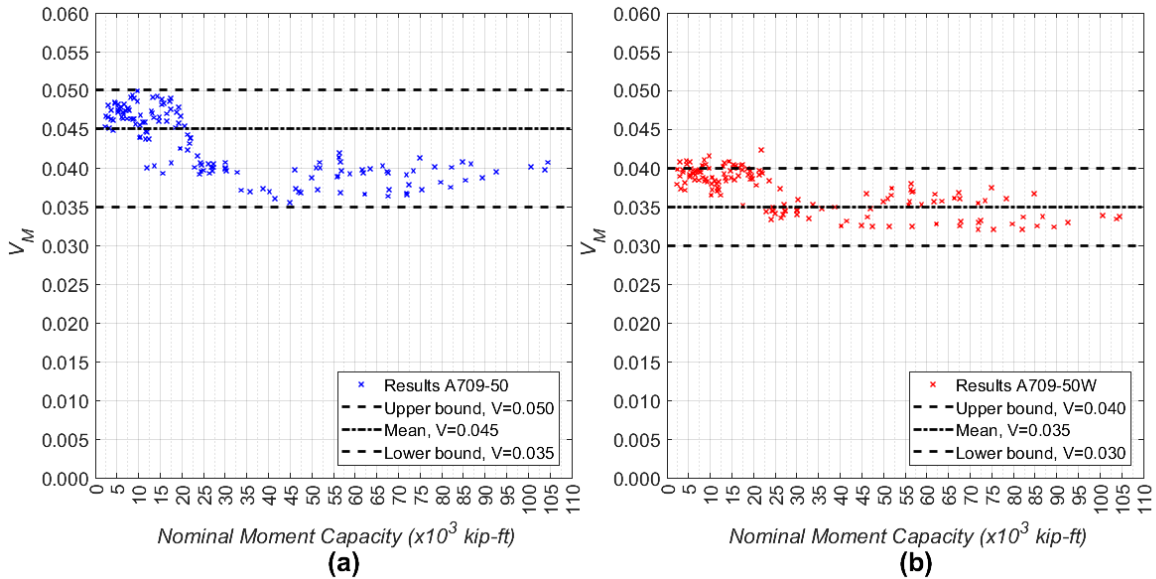 0.060
0.055
0.050
0.045
0.040
0.035
0.030
0.025
0.020
0.015
0.010
0.005
0.000
V_M
Results A709-50
Upper bound, V=0.050
Mean, V=0.045
Lower bound, V=0.035
0 5 10 15 20 25 30 35 40 45 50 55 60 65 70 75 80 85 90 95 100 105 110
Nominal Moment Capacity (x10³ kip-ft)
(a)
0.060
0.055
0.050
0.045
0.040
0.035
0.030
0.025
0.020
0.015
0.010
0.005
0.000
V_M
Results A709-50W
Upper bound, V=0.040
Mean, V=0.035
Lower bound, V=0.030
0 5 10 15 20 25 30 35 40 45 50 55 60 65 70 75 80 85 90 95 100 105 110
Nominal Moment Capacity (x10³ kip-ft)
(b)